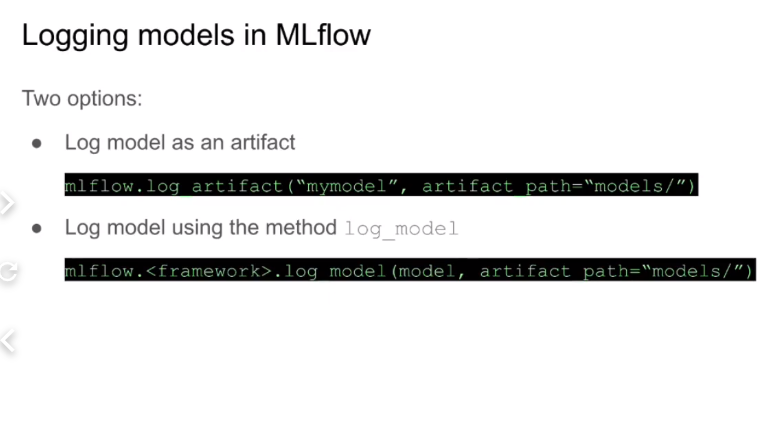 Logging models in MLflow
Two options:
● Log model as an artifact
mlflow.log_artifact(“mymodel”, artifact_path=“models/”)
● Log model using the method log_model
mlflow.<framework>.log_model(model, artifact_path=“models/”)